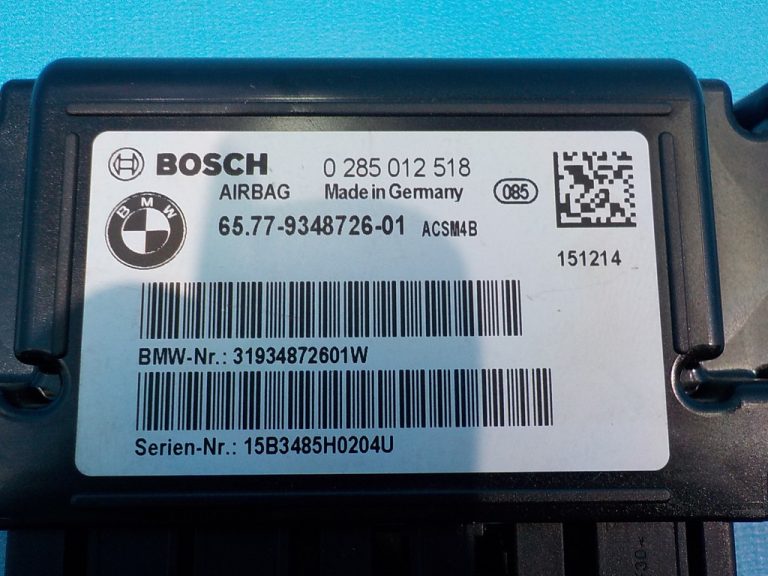 BOSCH 0 285 012 518
AIRBAG Made in Germany 085
BMW
65.77-9348726-01 ACSM4B
151214
BMW-Nr.: 31934872601W
Serien-Nr.: 15B3485H0204U